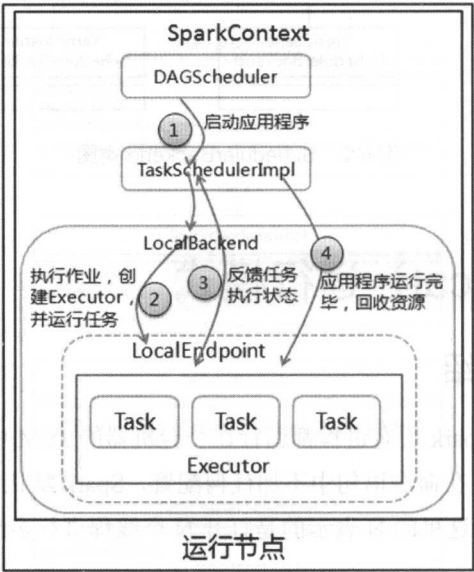 SparkContext
DAGScheduler
1
启动应用程序
TaskSchedulerImpl
LocalBackend
执行作业，创
建Executor，
并运行任务
2
3
反馈任务
执行状态
4
应用程序运行完
毕，回收资源
LocalEndpoint
Task
Task
Task
Executor
运行节点